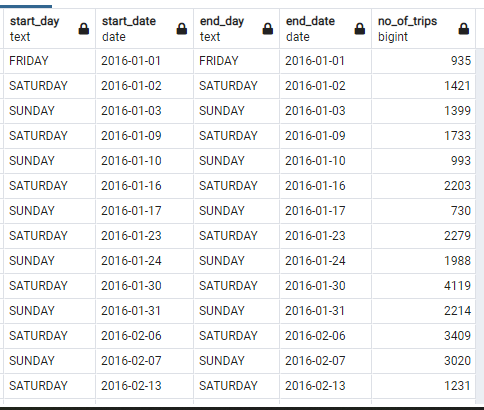 start_day start_date end_day end_date no_of_trips
text date text date bigint
FRIDAY 2016-01-01 FRIDAY 2016-01-01 935
SATURDAY 2016-01-02 SATURDAY 2016-01-02 1421
SUNDAY 2016-01-03 SUNDAY 2016-01-03 1399
SATURDAY 2016-01-09 SATURDAY 2016-01-09 1733
SUNDAY 2016-01-10 SUNDAY 2016-01-10 993
SATURDAY 2016-01-16 SATURDAY 2016-01-16 2203
SUNDAY 2016-01-17 SUNDAY 2016-01-17 730
SATURDAY 2016-01-23 SATURDAY 2016-01-23 2279
SUNDAY 2016-01-24 SUNDAY 2016-01-24 1988
SATURDAY 2016-01-30 SATURDAY 2016-01-30 4119
SUNDAY 2016-01-31 SUNDAY 2016-01-31 2214
SATURDAY 2016-02-06 SATURDAY 2016-02-06 3409
SUNDAY 2016-02-07 SUNDAY 2016-02-07 3020
SATURDAY 2016-02-13 SATURDAY 2016-02-13 1231